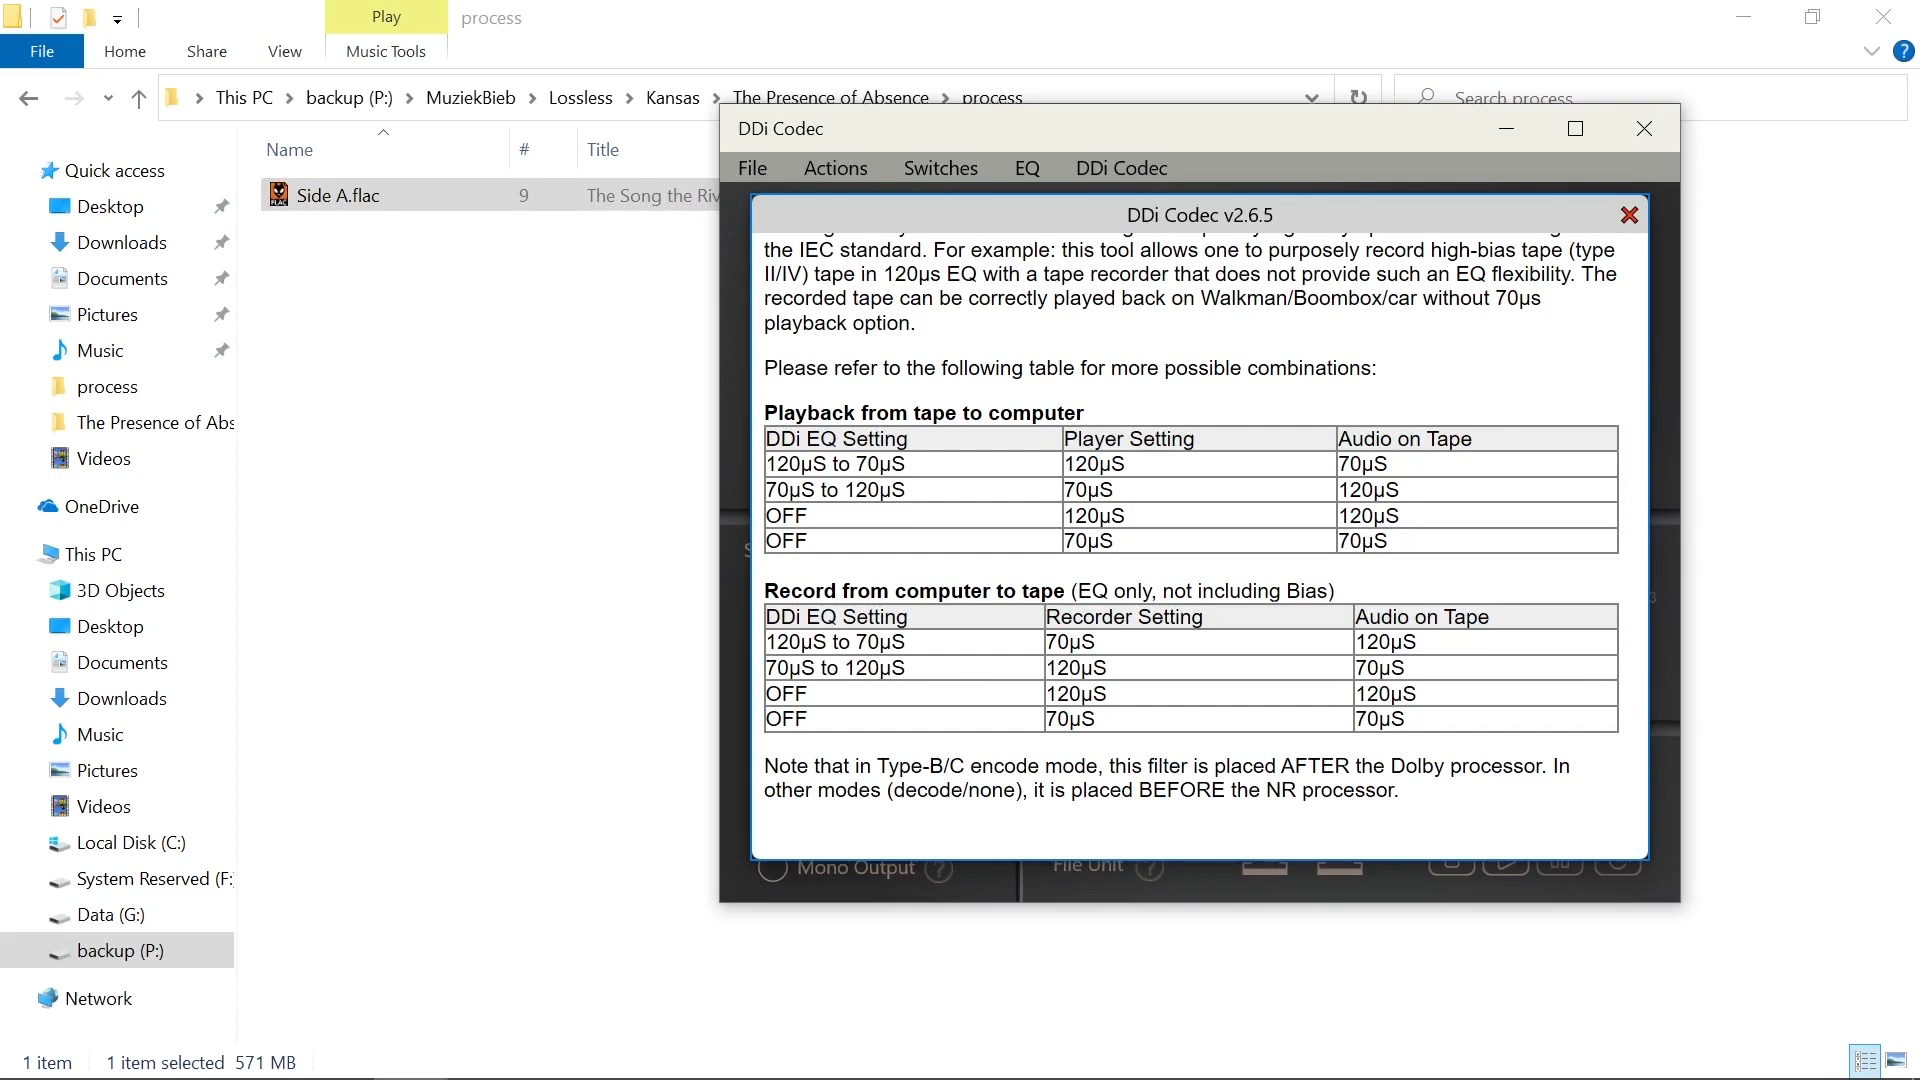 Play
process
File
Home
Share
View
Music Tools
This PC
backup (P:)
MuziekBieb
Lossless
Kansas
The Presence of Absence
process
Search process
Name
#
Title
Side A.flac
9
The Song the Riv
Quick access
Desktop
Downloads
Documents
Pictures
Music
process
The Presence of Abs
Videos
OneDrive
This PC
3D Objects
Desktop
Documents
Downloads
Music
Pictures
Videos
Local Disk (C:)
System Reserved (F:
Data (G:)
backup (P:)
Network
1 item
1 item selected 571 MB
DDi Codec
File
Actions
Switches
EQ
DDi Codec
DDi Codec v2.6.5
the IEC standard. For example: this tool allows one to purposely record high-bias tape (type
II/IV) tape in 120µs EQ with a tape recorder that does not provide such an EQ flexibility. The
recorded tape can be correctly played back on Walkman/Boombox/car without 70µs
playback option.
Please refer to the following table for more possible combinations:
Playback from tape to computer
DDi EQ Setting Player Setting Audio on Tape
120µS to 70µS 120µS 70µS
70µS to 120µS 70µS 120µS
OFF 120µS 120µS
OFF 70µS 70µS
Record from computer to tape (EQ only, not including Bias)
DDi EQ Setting Recorder Setting Audio on Tape
120µS to 70µS 70µS 120µS
70µS to 120µS 120µS 70µS
OFF 120µS 120µS
OFF 70µS 70µS
Note that in Type-B/C encode mode, this filter is placed AFTER the Dolby processor. In
other modes (decode/none), it is placed BEFORE the NR processor.
Mono Output ?
File Unit ?